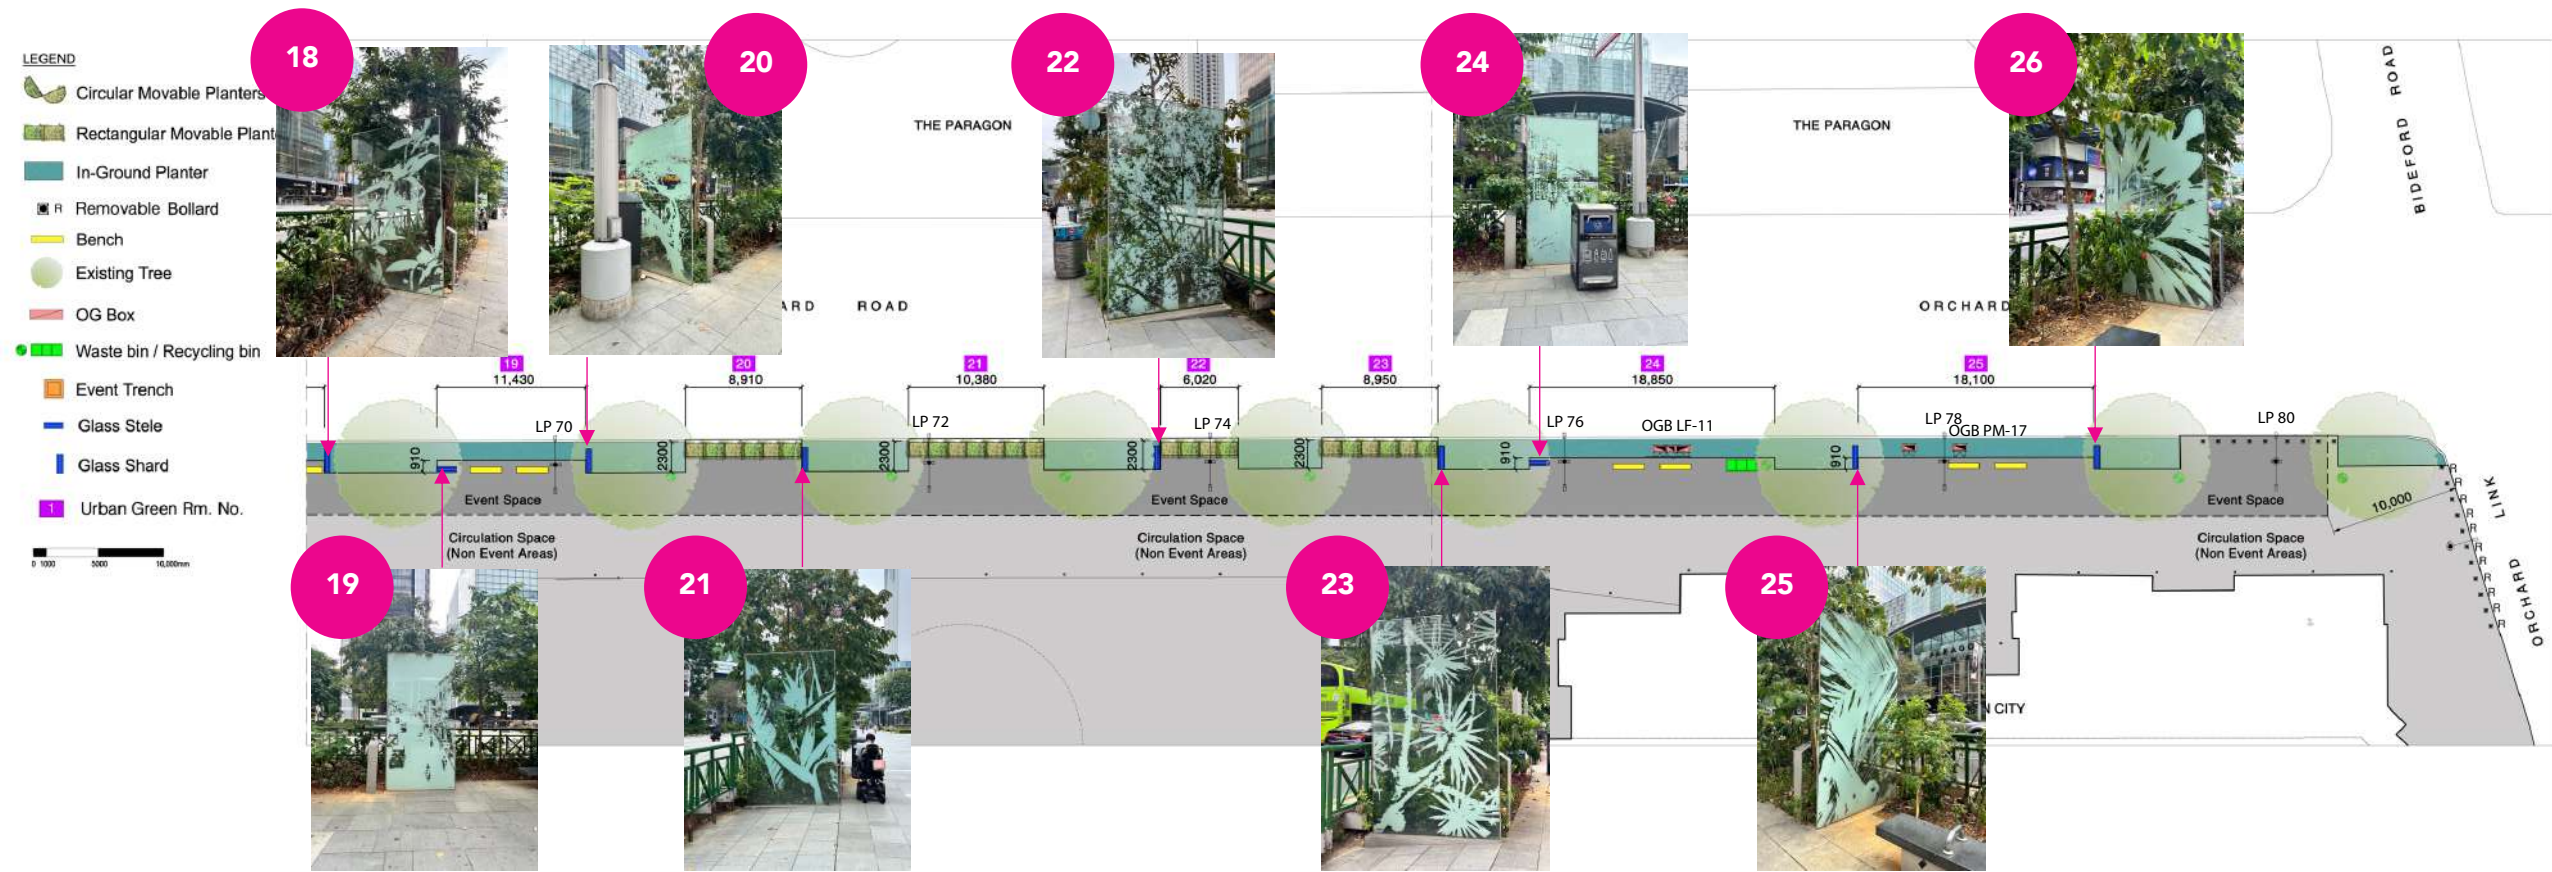 LEGEND
Circular Movable Planters
Rectangular Movable Plant
In-Ground Planter
R Removable Bollard
Bench
Existing Tree
OG Box
Waste bin / Recycling bin
Event Trench
Glass Stele
Glass Shard
1 Urban Green Rm. No.
0 1000 5000 10,000mm
18
20
22
24
26
THE PARAGON
THE PARAGON
BIDEFORD ROAD
ARD ROAD
ORCHARD
19
11,430
20
8,910
21
10,380
22
6,020
23
8,950
24
18,850
25
18,100
LP 70
LP 72
LP 74
LP 76
OGB LF-11
LP 78
OGB PM-17
LP 80
910
2300
2300
2300
2300
910
910
Event Space
Event Space
Event Space
Circulation Space
(Non Event Areas)
Circulation Space
(Non Event Areas)
Circulation Space
(Non Event Areas)
10,000
R
R
R
R
R
R
R
R
R
R
ORCHARD LINK
19
21
23
25
N CITY